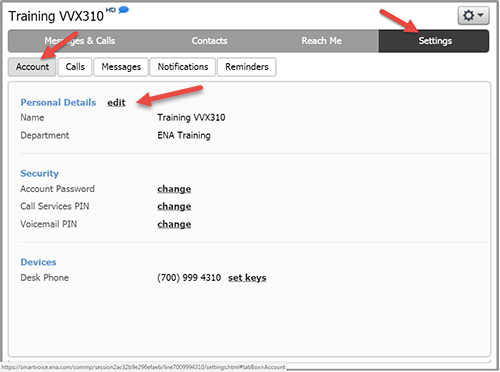 Training VVX310 HD
Messages & Calls Contacts Reach Me Settings
Account Calls Messages Notifications Reminders
Personal Details edit
Name Training VVX310
Department ENA Training
Security
Account Password change
Call Services PIN change
Voicemail PIN change
Devices
Desk Phone (700) 999 4310 set keys
https://smartvoice.ena.com/commp/session2ac32b9e296efaeb/line7009994310/settings.html#tabBox=Account